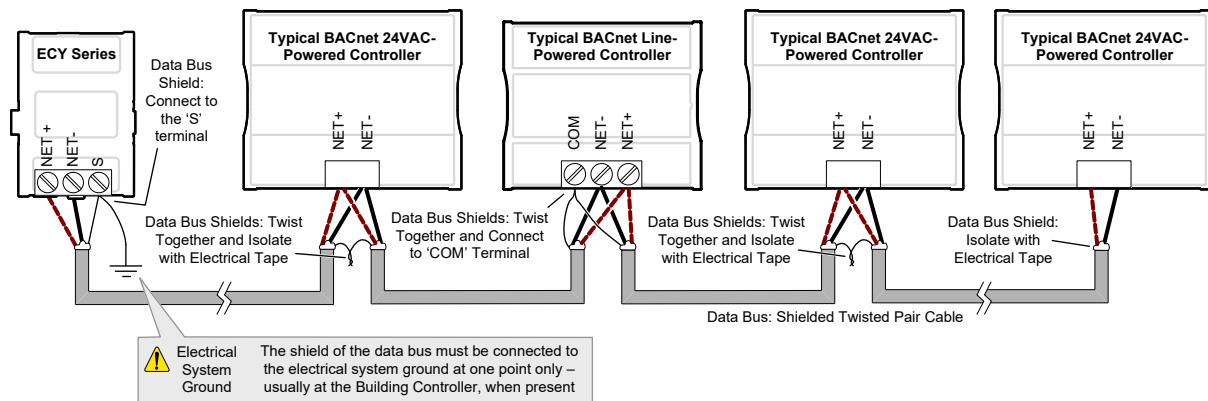 ECY Series
NET+
NET-
S
Data Bus
Shield:
Connect to
the ‘S’
terminal
Typical BACnet 24VAC-
Powered Controller
NET+
NET-
Typical BACnet Line-
Powered Controller
COM
NET-
NET+
Typical BACnet 24VAC-
Powered Controller
NET+
NET-
Typical BACnet 24VAC-
Powered Controller
NET+
NET-
Data Bus Shields: Twist
Together and Isolate
with Electrical Tape
Data Bus Shields: Twist
Together and Connect
to ‘COM’ Terminal
Data Bus Shields: Twist
Together and Isolate
with Electrical Tape
Data Bus Shield:
Isolate with
Electrical Tape
Data Bus: Shielded Twisted Pair Cable
Electrical
System
Ground
The shield of the data bus must be connected to
the electrical system ground at one point only –
usually at the Building Controller, when present